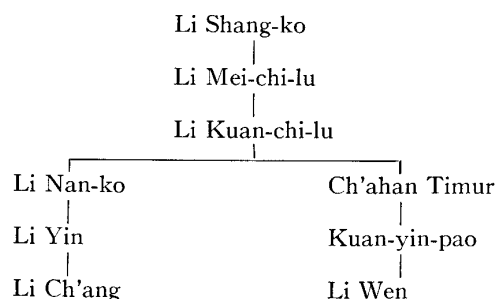 Li Shang-ko
Li Mei-chi-lu
Li Kuan-chi-lu
Li Nan-ko Ch'ahan Timur
Li Yin Kuan-yin-pao
Li Ch'ang Li Wen